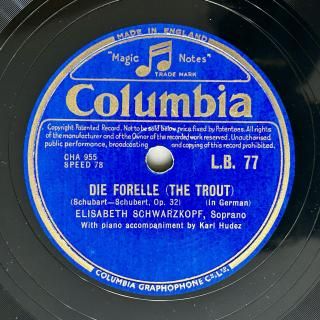 MADE IN ENGLAND
"Magic Notes"
TRADE MARK
Columbia
Copyright Patented Record. Not to be sold below price fixed by Patentees. All rights
of the manufacturer and of the Owner of the recorded work reserved. Unauthorised
public performance, broadcasting and copying of this record prohibited.
CHA 955
SPEED 78
L.B. 77
DIE FORELLE (THE TROUT)
(Schubart—Schubert, Op. 32) (In German)
ELISABETH SCHWARZKOPF, Soprano
With piano accompaniment by Karl Hudez
COLUMBIA GRAPHOPHONE Co. Ltd.